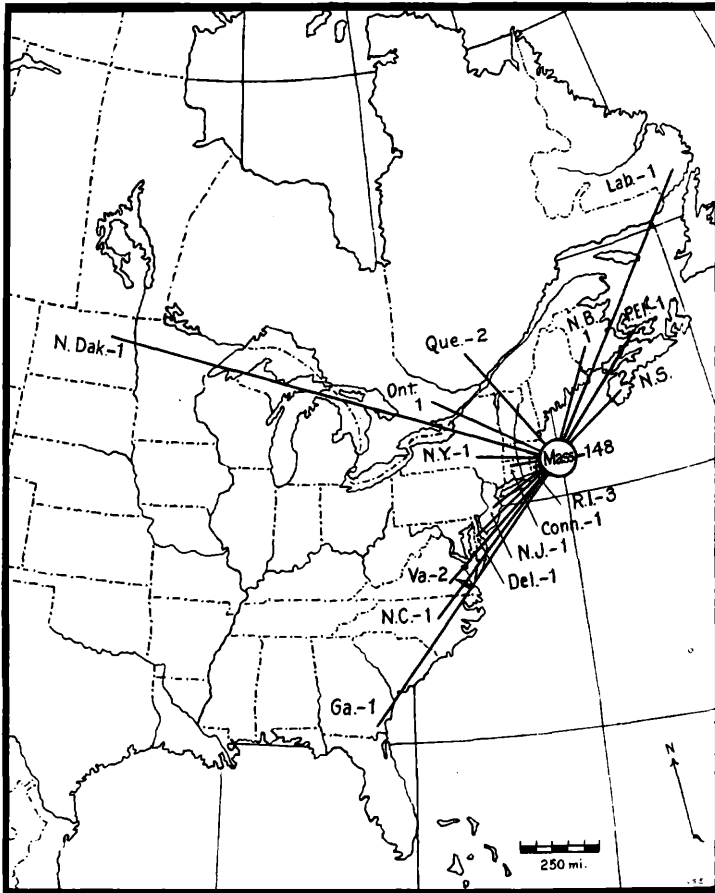 Lab.-1
P.E.I.-1
N.B.
1
N. Dak.-1
Que.-2
N.S.
Ont.
1
N.Y.-1
Mass.-148
R.I.-3
Conn.-1
N.J.-1
Va.-2
Del.-1
N.C.-1
Ga.-1
N
250 mi.